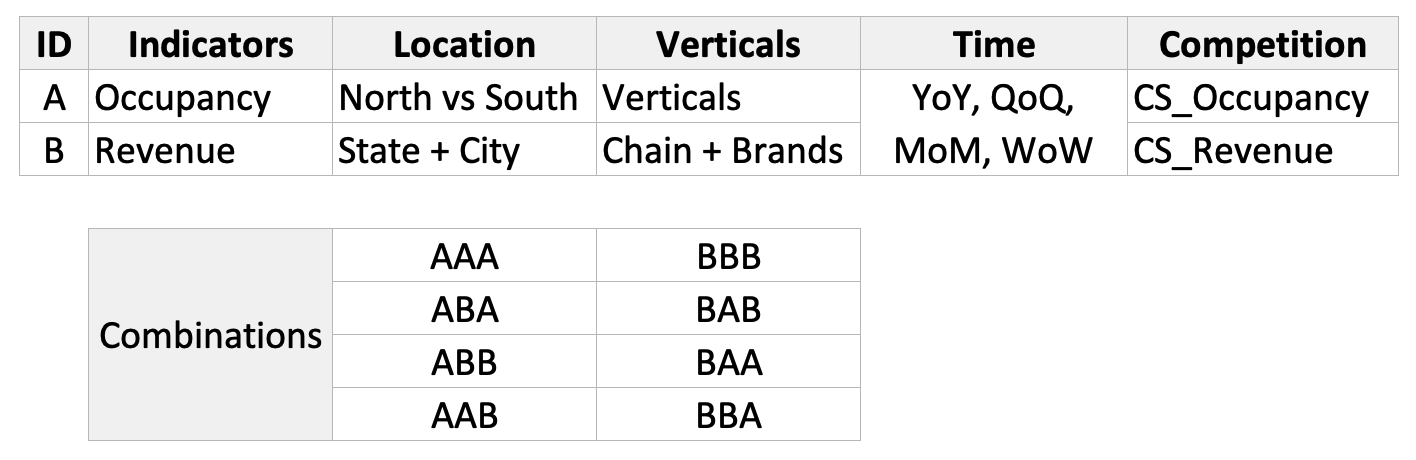 ID Indicators Location Verticals Time Competition
A Occupancy North vs South Verticals YoY, QoQ, CS_Occupancy
B Revenue State + City Chain + Brands MoM, WoW CS_Revenue
AAA BBB
ABA BAB
Combinations
ABB BAA
AAB BBA